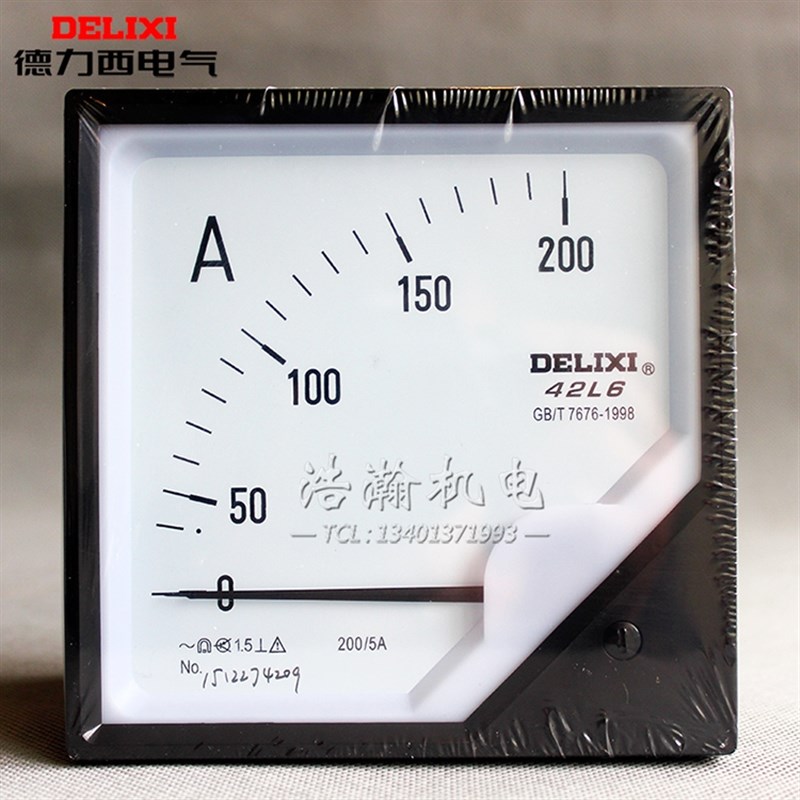 DELIXI
德力西电气
A
200
150
100
50
0
DELIXI®
42L6
GB/T 7676-1998
浩瀚机电
—TCL:13401371993—
~ 1.5⊥⚠ 200/5A
No. 1512274209